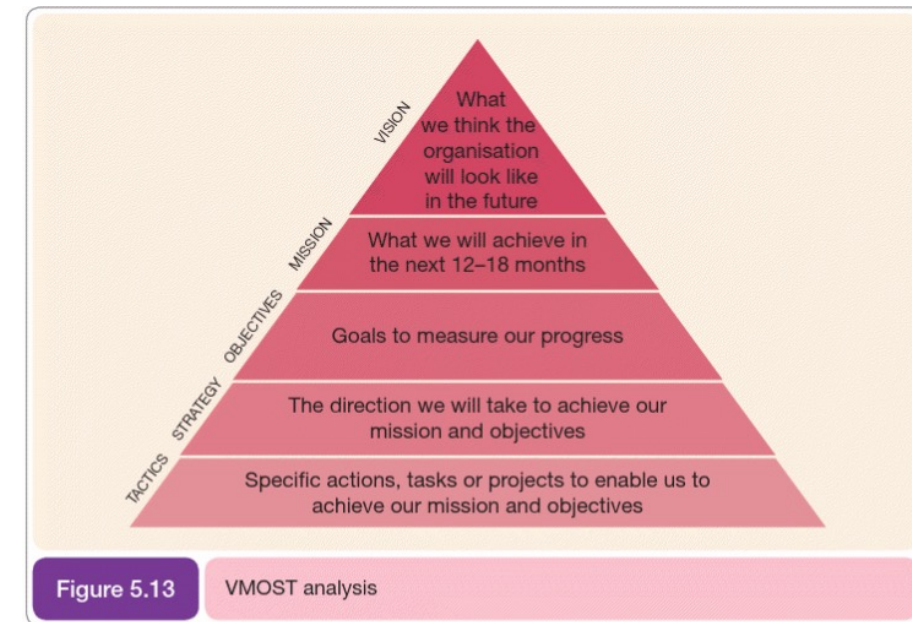 VISION
What
we think the
organisation
will look like
in the future
MISSION
What we will achieve in
the next 12–18 months
OBJECTIVES
Goals to measure our progress
STRATEGY
The direction we will take to achieve our
mission and objectives
TACTICS
Specific actions, tasks or projects to enable us to
achieve our mission and objectives
Figure 5.13
VMOST analysis